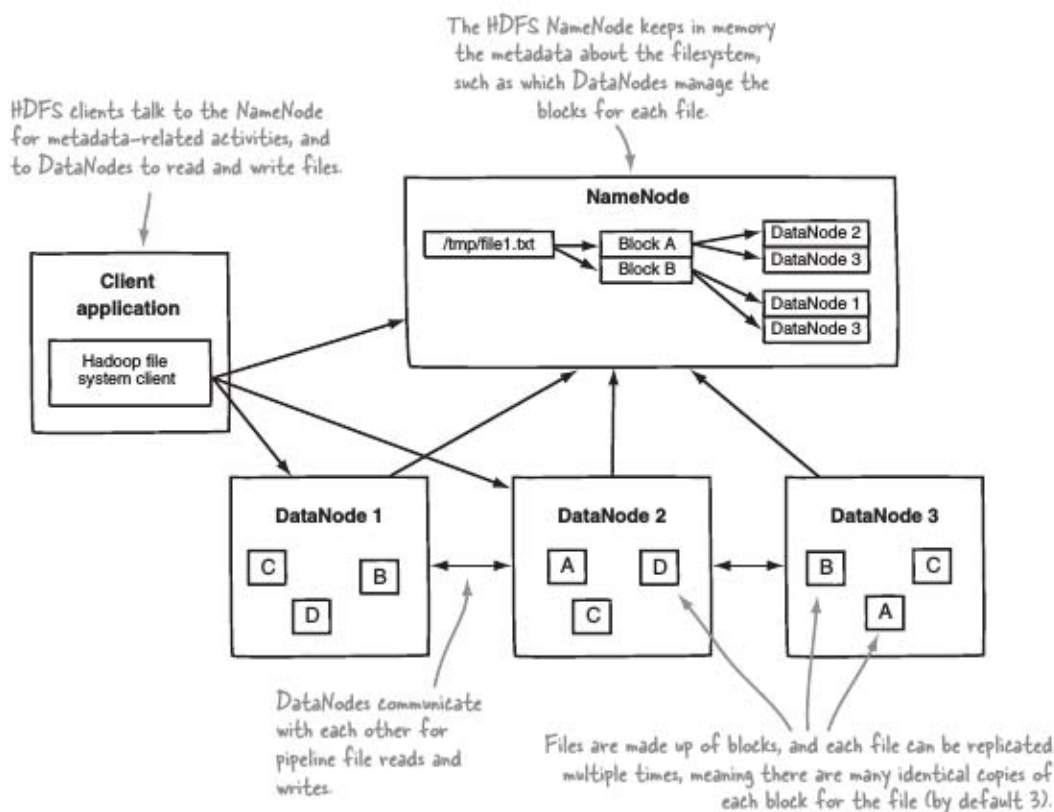 The HDFS NameNode keeps in memory
the metadata about the filesystem,
such as which DataNodes manage the
blocks for each file.
HDFS clients talk to the NameNode
for metadata-related activities, and
to DataNodes to read and write files.
NameNode
/tmp/file1.txt
Block A
Block B
DataNode 2
DataNode 3
DataNode 1
DataNode 3
Client
application
Hadoop file
system client
DataNode 1
C
B
D
DataNode 2
A
D
C
DataNode 3
B
C
A
DataNodes communicate
with each other for
pipeline file reads and
writes.
Files are made up of blocks, and each file can be replicated
multiple times, meaning there are many identical copies of
each block for the file (by default 3).